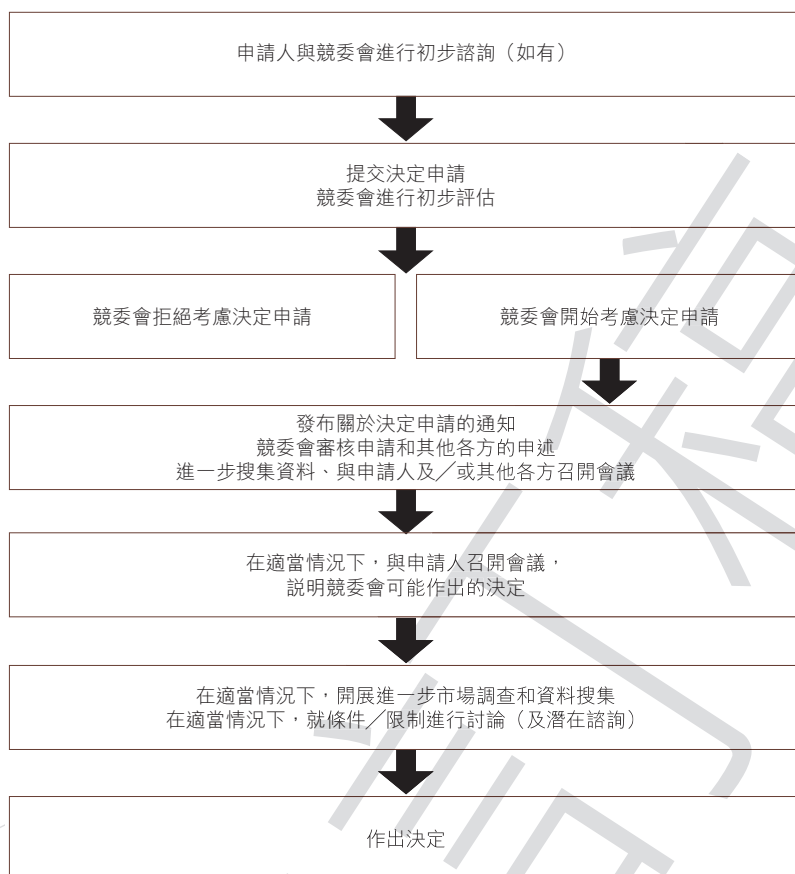 申請人與競委會進行初步諮詢（如有）
提交決定申請
競委會進行初步評估
競委會拒絕考慮決定申請
競委會開始考慮決定申請
發布關於決定申請的通知
競委會審核申請和其他各方的申述
進一步搜集資料、與申請人及／或其他各方召開會議
在適當情況下，與申請人召開會議，
説明競委會可能作出的決定
在適當情況下，開展進一步市場調查和資料搜集
在適當情況下，就條件／限制進行討論（及潛在諮詢）
作出決定